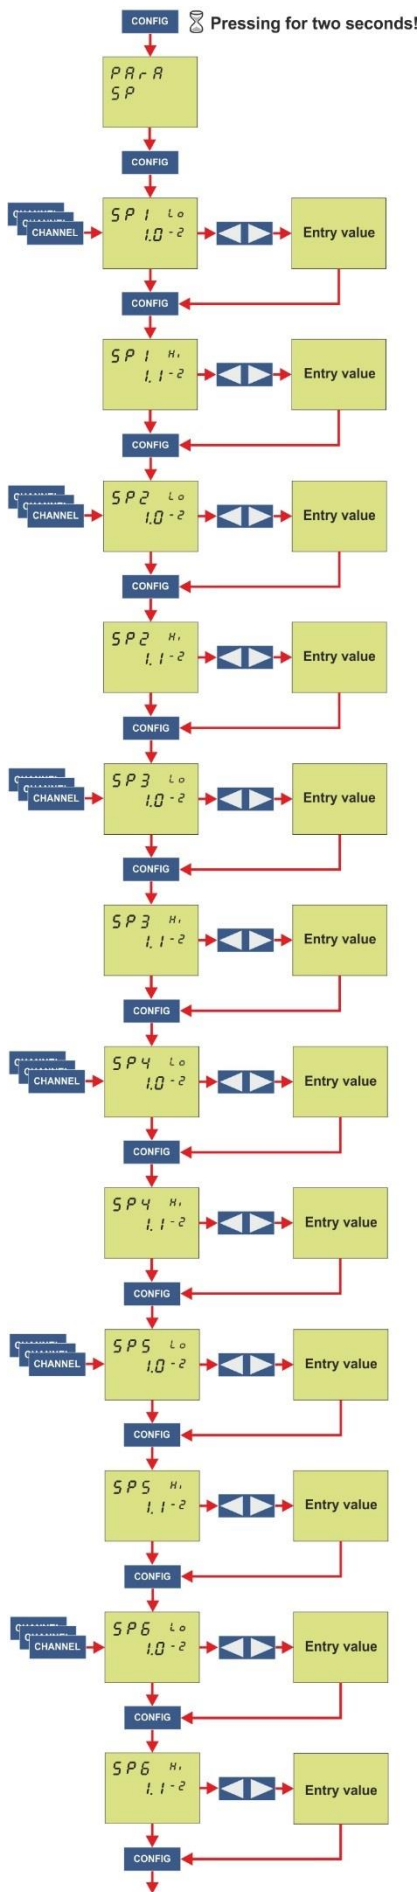 CONFIG Pressing for two seconds!
PArA
SP
CONFIG
CHANNEL
SP1 Lo
1.0 -2
Entry value
CONFIG
SP1 Hi
1.1 -2
Entry value
CONFIG
CHANNEL
SP2 Lo
1.0 -2
Entry value
CONFIG
SP2 Hi
1.1 -2
Entry value
CONFIG
CHANNEL
SP3 Lo
1.0 -2
Entry value
CONFIG
SP3 Hi
1.1 -2
Entry value
CONFIG
CHANNEL
SP4 Lo
1.0 -2
Entry value
CONFIG
SP4 Hi
1.1 -2
Entry value
CONFIG
CHANNEL
SP5 Lo
1.0 -2
Entry value
CONFIG
SP5 Hi
1.1 -2
Entry value
CONFIG
CHANNEL
SP6 Lo
1.0 -2
Entry value
CONFIG
SP6 Hi
1.1 -2
Entry value
CONFIG